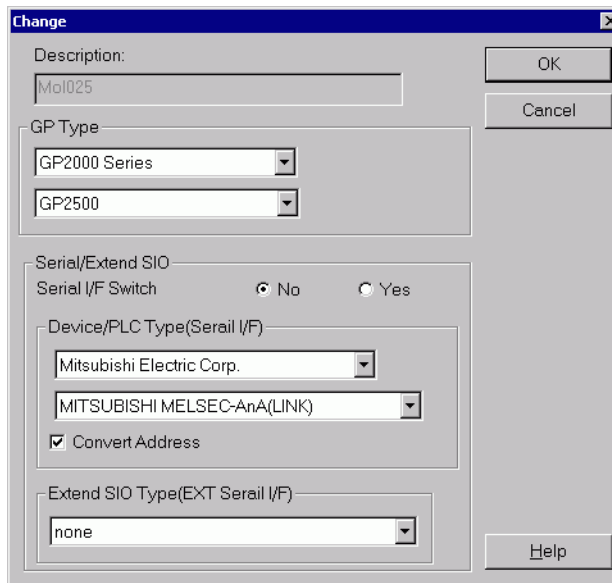 Change
Description:
Mol025
OK
Cancel
GP Type
GP2000 Series
GP2500
Serial/Extend SIO
Serial I/F Switch No Yes
Device/PLC Type(Serail I/F)
Mitsubishi Electric Corp.
MITSUBISHI MELSEC-AnA(LINK)
Convert Address
Extend SIO Type(EXT Serail I/F)
none
Help